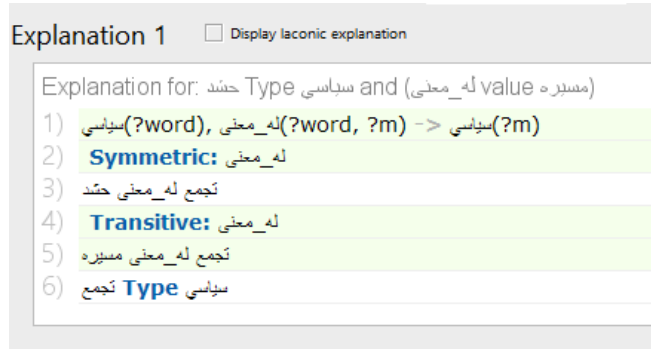 Explanation 1 Display laconic explanation
Explanation for: حشد Type سياسي and (له_معنى value مسيره)
1) سياسي(?word), له_معنى(?word, ?m) -> سياسي(?m)
2) Symmetric: له_معنى
3) تجمع له_معنى حشد
4) Transitive: له_معنى
5) تجمع له_معنى مسيره
6) تجمع Type سياسي